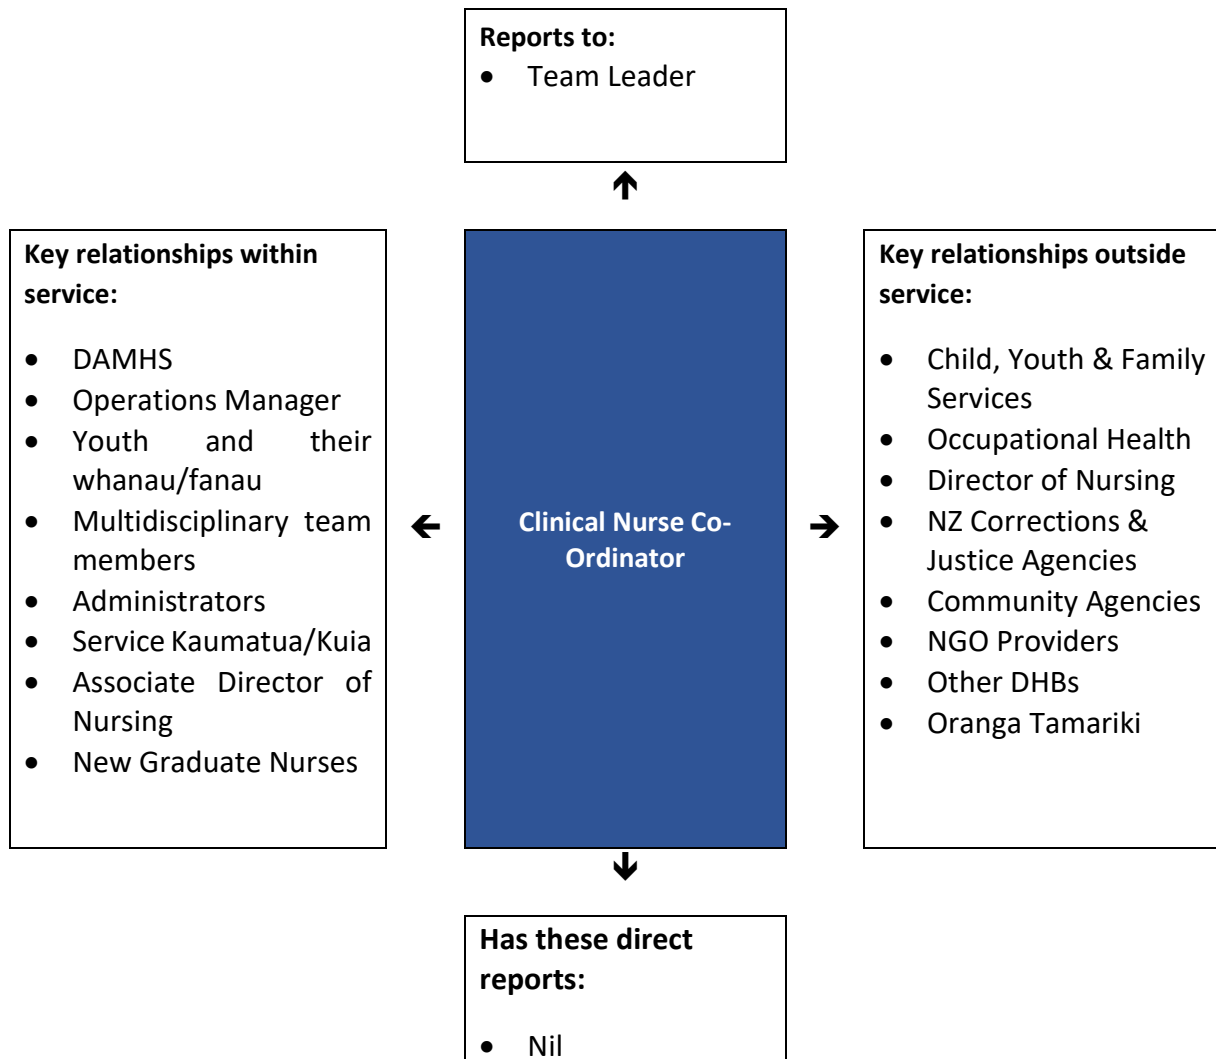 Reports to:
• Team Leader
Key relationships within
service:
• DAMHS
• Operations Manager
• Youth and their
whanau/fanau
• Multidisciplinary team
members
• Administrators
• Service Kaumatua/Kuia
• Associate Director of
Nursing
• New Graduate Nurses
Clinical Nurse Co-
Ordinator
Key relationships outside
service:
• Child, Youth & Family
Services
• Occupational Health
• Director of Nursing
• NZ Corrections &
Justice Agencies
• Community Agencies
• NGO Providers
• Other DHBs
• Oranga Tamariki
Has these direct
reports:
• Nil